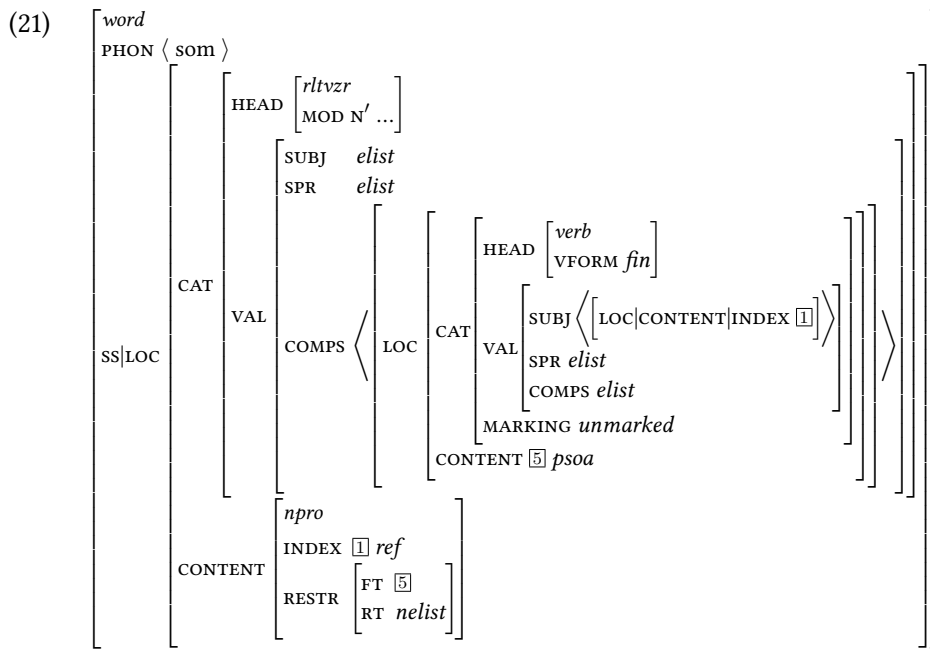 (21)
word
PHON ⟨ som ⟩
HEAD [rltvzr
MOD N′ ...]
SUBJ elist
SPR elist
HEAD [verb
VFORM fin]
CAT
SUBJ ⟨[LOC|CONTENT|INDEX 1]⟩
VAL COMPS ⟨ LOC CAT VAL
SS|LOC
SPR elist
COMPS elist
MARKING unmarked
CONTENT 5 psoa
npro
INDEX 1 ref
CONTENT
RESTR [FT 5
RT nelist]